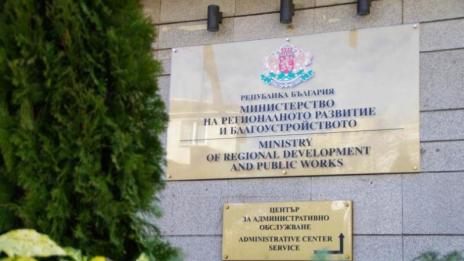 РЕПУБЛИКА БЪЛГАРИЯ
МИНИСТЕРСТВО
НА РЕГИОНАЛНОТО РАЗВИТИЕ
И БЛАГОУСТРОЙСТВОТО
MINISTRY
OF REGIONAL DEVELOPMENT
AND PUBLIC WORKS
ЦЕНТЪР
ЗА АДМИНИСТРАТИВНО
ОБСЛУЖВАНЕ
ADMINISTRATIVE CENTER
SERVICE